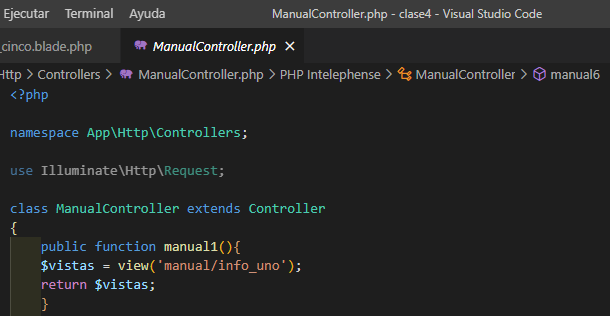 Ejecutar Terminal Ayuda ManualController.php - clase4 - Visual Studio Code
_cinco.blade.php ManualController.php
Http > Controllers > ManualController.php > PHP Intelephense > ManualController > manual6
<?php
namespace App\Http\Controllers;
use Illuminate\Http\Request;
class ManualController extends Controller
{
public function manual1(){
$vistas = view('manual/info_uno');
return $vistas;
}